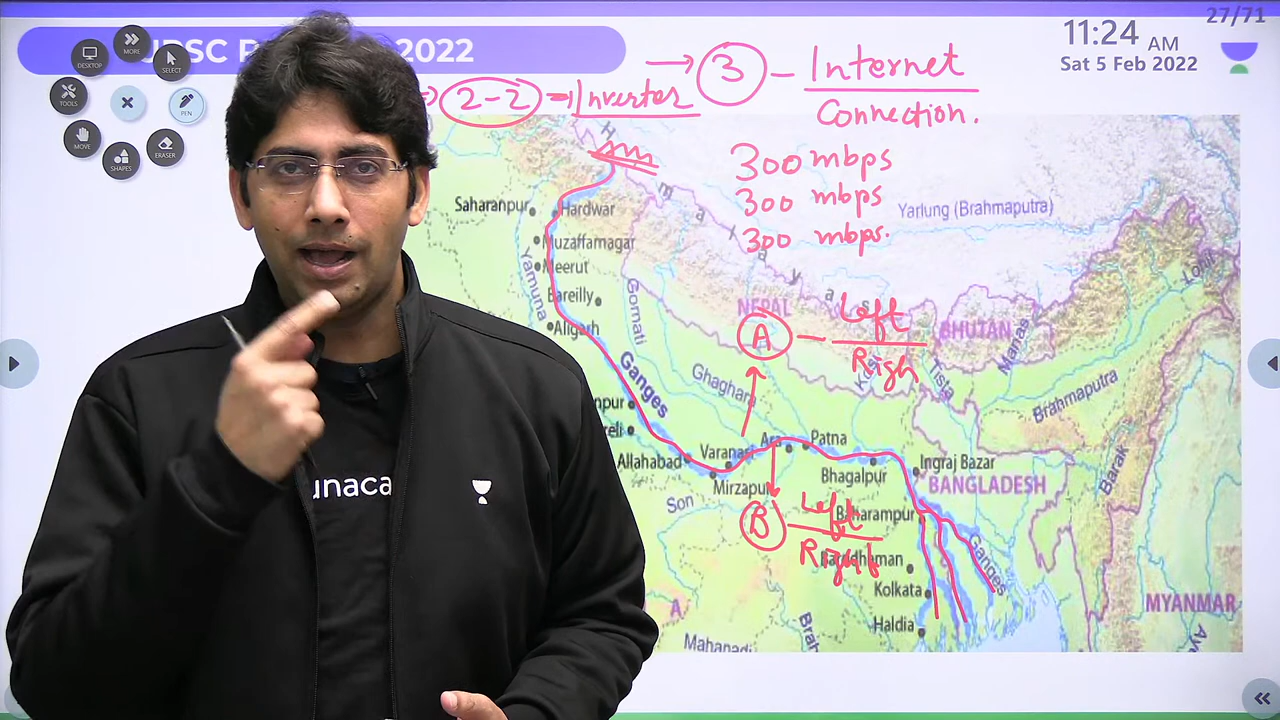 27/71
11:24 AM
Sat 5 Feb 2022
2022
MORE
DESKTOP
SELECT
TOOLS
PEN
MOVE
SHAPES
ERASER
→ 3 - Internet
Connection.
2-2 → Inverter
300 mbps
300 mbps
300 mbps.
Himalayas
Saharanpur
Hardwar
Muzaffarnagar
Meerut
Yamuna
Bareilly
Aligarh
Gomati
Ganges
Ghaghara
Yarlung (Brahmaputra)
Lohit
NEPAL
BHUTAN
Manas
Tista
Brahmaputra
A - Left
Righ
Allahabad
Varanasi
Mirzapur
Ara
Patna
Bhagalpur
Ingraj Bazar
BANGLADESH
Barak
Son
B - Left
Right
Baharampur
Barddhaman
Ganges
Kolkata
Haldia
MYANMAR
Mahanadi
unaca